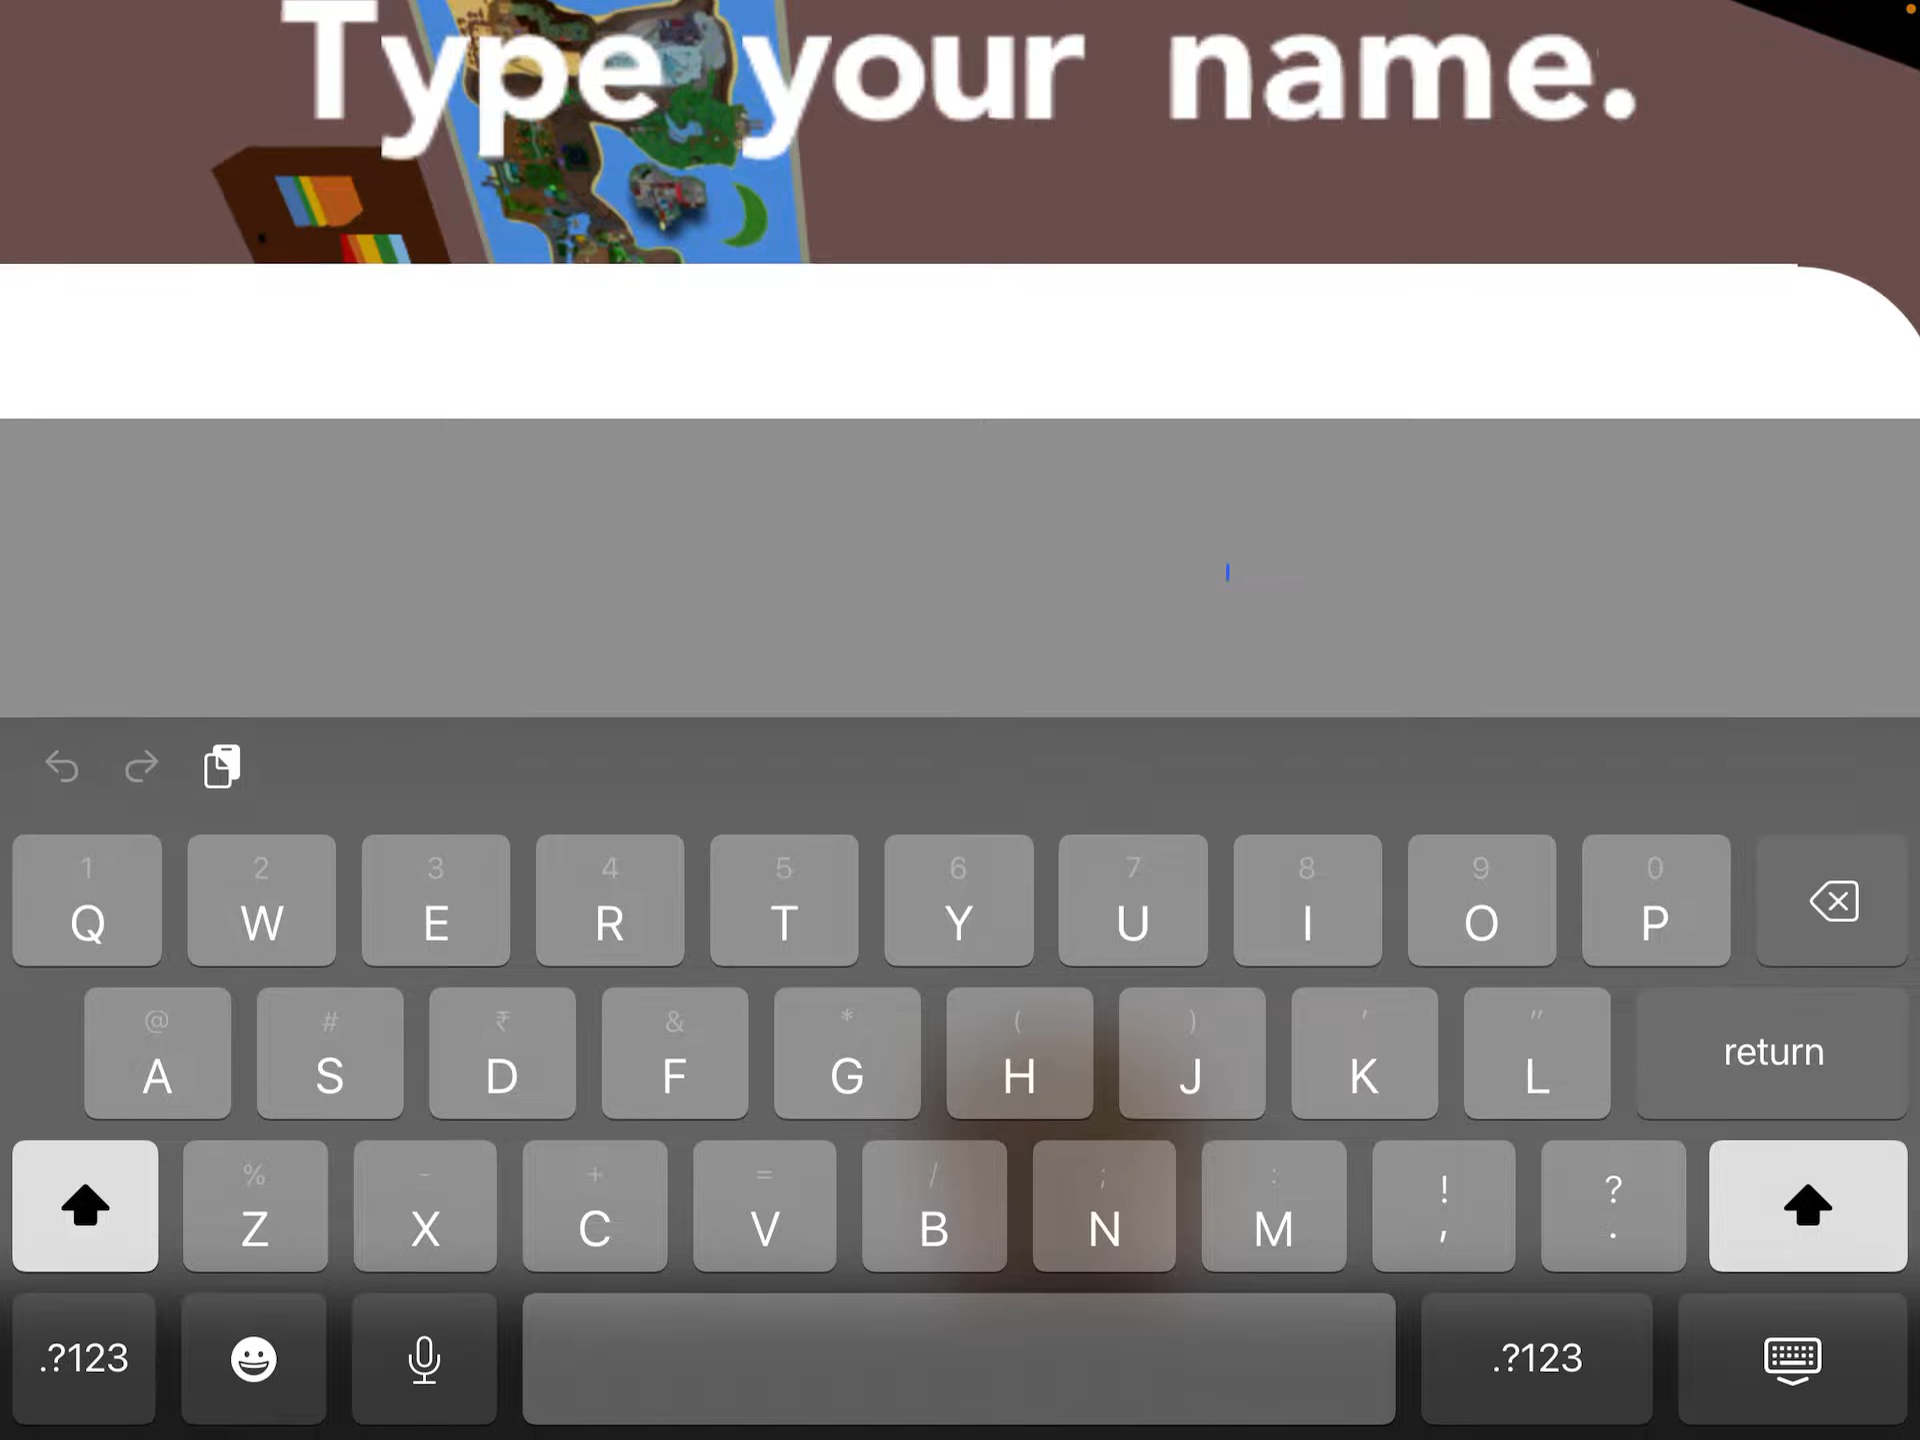 Type your name.
1 2 3 4 5 6 7 8 9 0
Q W E R T Y U I O P
@ # ₹ & * ( ) ' "
A S D F G H J K L return
% - + = / ; : ! ?
Z X C V B N M , .
.?123 .?123